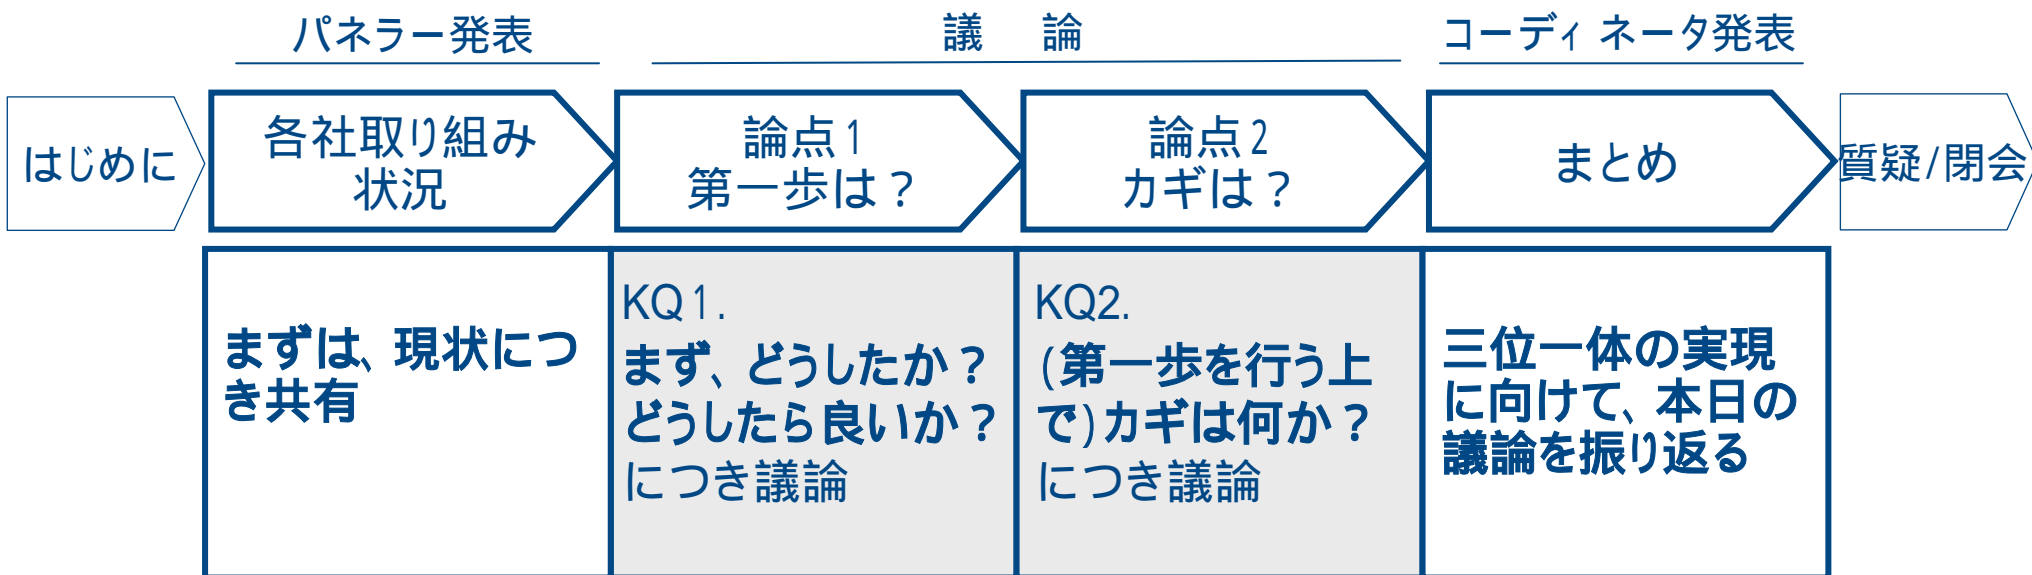 パネラー発表
議　論
コーディネータ発表
はじめに
各社取り組み
状況
論点1
第一歩は？
論点2
カギは？
まとめ
質疑/閉会
まずは、現状につ
き共有
KQ1.
まず、どうしたか？
どうしたら良いか？
につき議論
KQ2.
(第一歩を行う上
で)カギは何か？
につき議論
三位一体の実現
に向けて、本日の
議論を振り返る